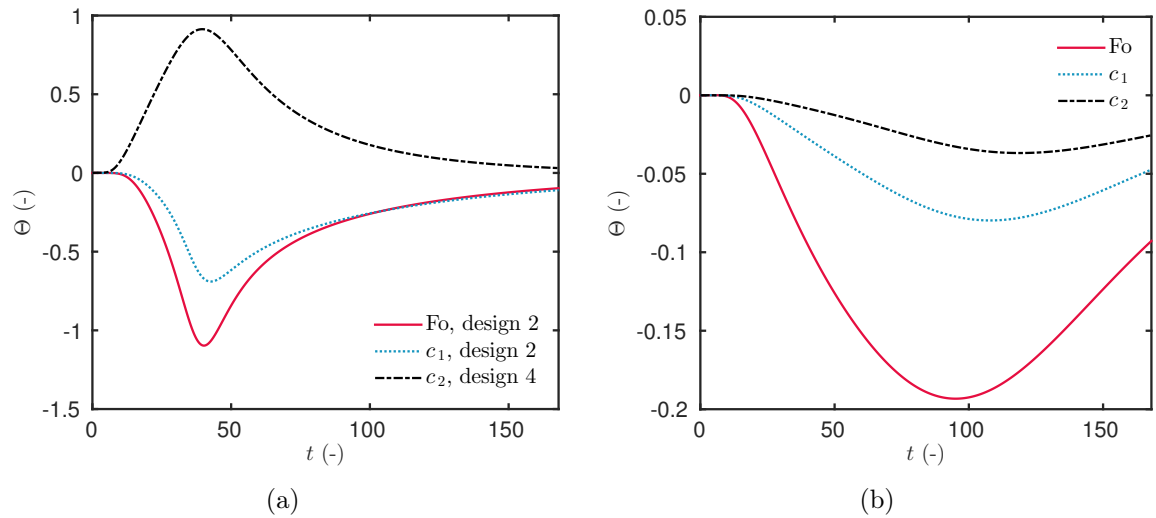 1
0.5
0
-0.5
-1
-1.5
Θ (-)
0
50
100
150
t (-)
Fo, design 2
c1, design 2
c2, design 4
(a)
0.05
0
-0.05
-0.1
-0.15
-0.2
Θ (-)
0
50
100
150
t (-)
Fo
c1
c2
(b)